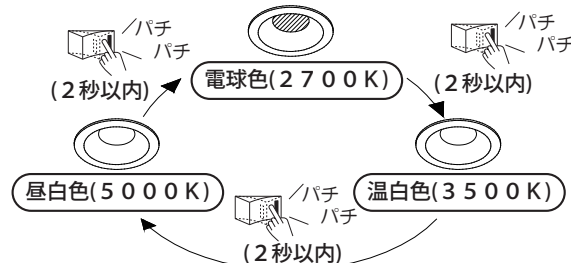 パチ
パチ
(2秒以内)
電球色(2700K)
パチ
パチ
(2秒以内)
昼白色(5000K)
温白色(3500K)
パチ
パチ
(2秒以内)